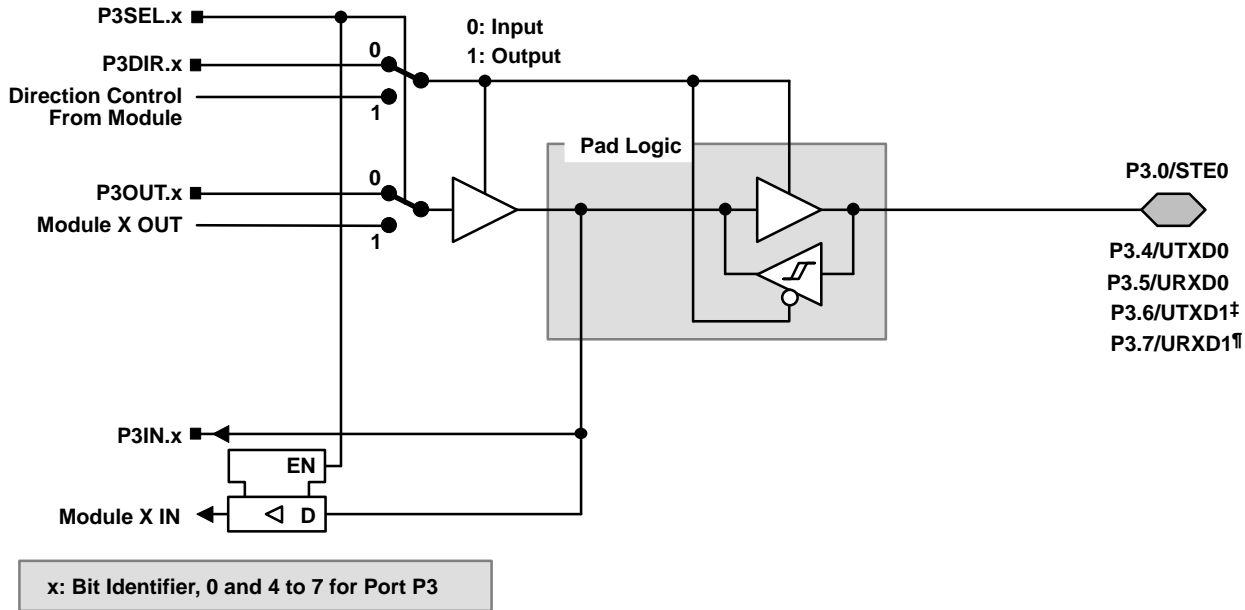 P3SEL.x
0: Input
1: Output
0
P3DIR.x
Direction Control
From Module
1
Pad Logic
P3.0/STE0
0
P3OUT.x
Module X OUT
1
P3.4/UTXD0
P3.5/URXD0
P3.6/UTXD1‡
P3.7/URXD1¶
P3IN.x
EN
Module X IN
D
x: Bit Identifier, 0 and 4 to 7 for Port P3